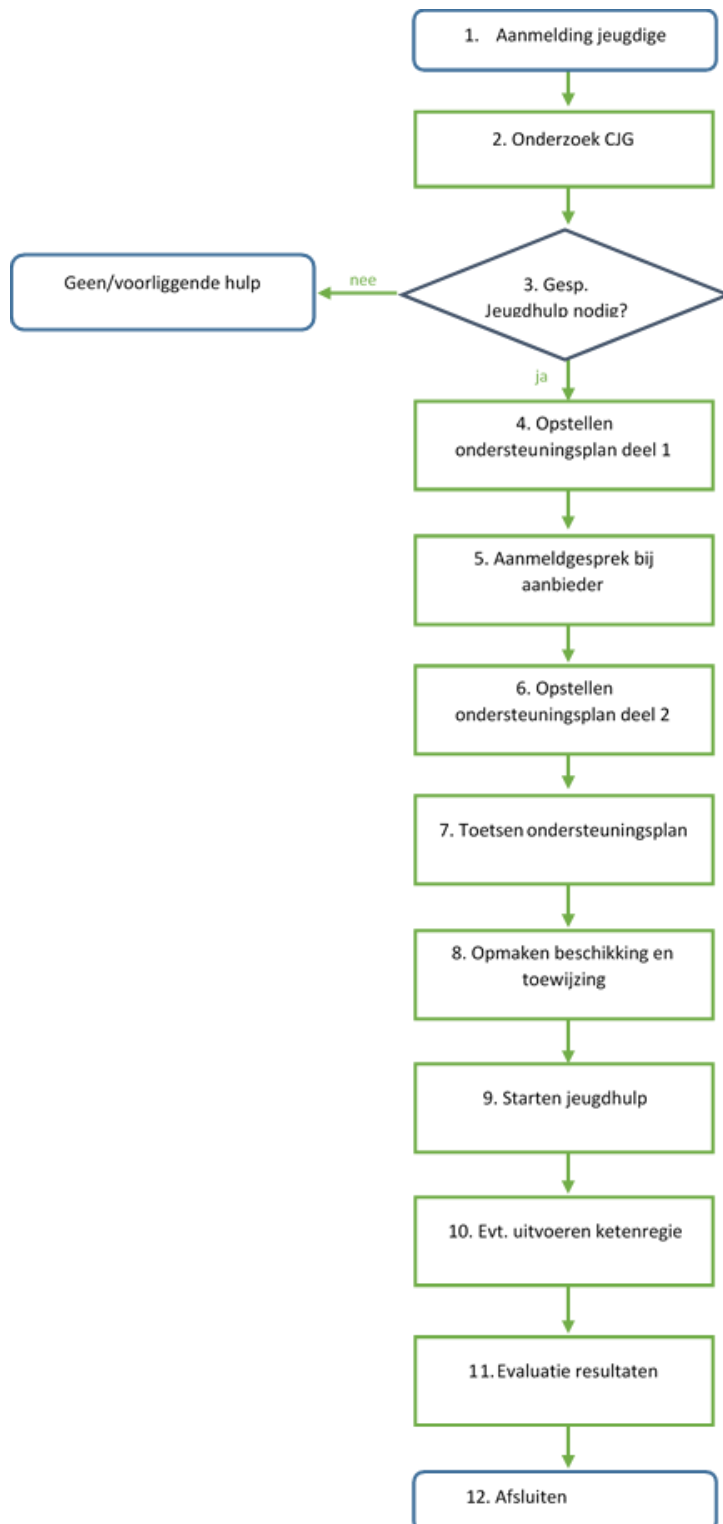 1. Aanmelding jeugdige
2. Onderzoek CJG
3. Gesp.
Jeugdhulp nodig?
nee
Geen/voorliggende hulp
ja
4. Opstellen
ondersteuningsplan deel 1
5. Aanmeldgesprek bij
aanbieder
6. Opstellen
ondersteuningsplan deel 2
7. Toetsen ondersteuningsplan
8. Opmaken beschikking en
toewijzing
9. Starten jeugdhulp
10. Evt. uitvoeren ketenregie
11. Evaluatie resultaten
12. Afsluiten